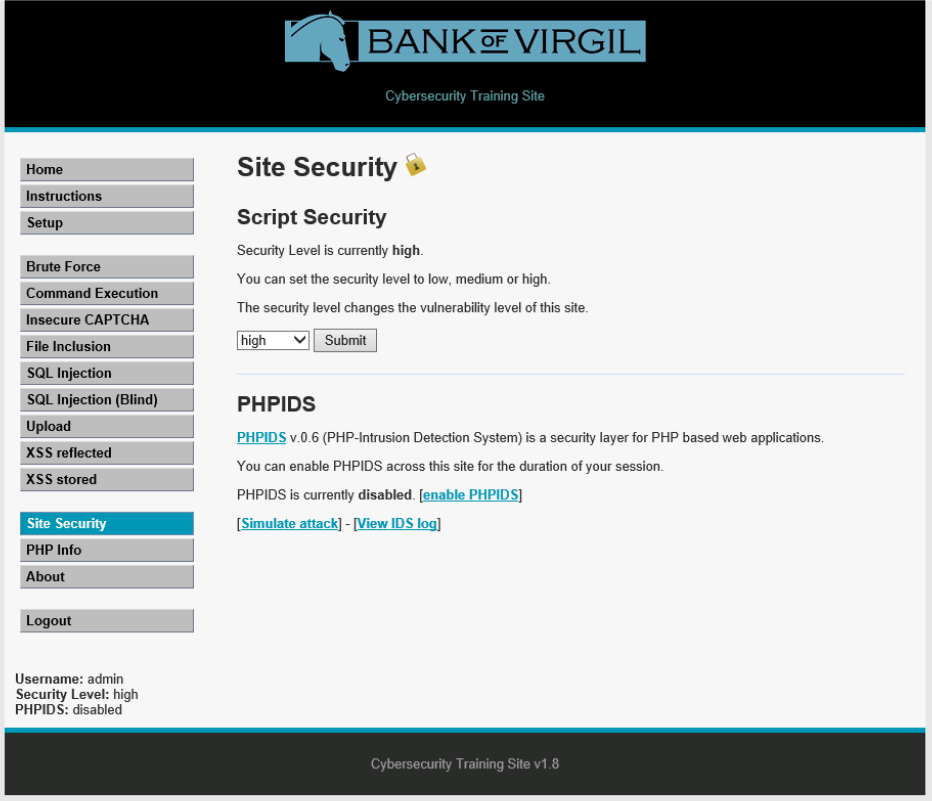 BANK OF VIRGIL
Cybersecurity Training Site
Home
Instructions
Setup
Brute Force
Command Execution
Insecure CAPTCHA
File Inclusion
SQL Injection
SQL Injection (Blind)
Upload
XSS reflected
XSS stored
Site Security
PHP Info
About
Logout
Username: admin
Security Level: high
PHPIDS: disabled
Site Security
Script Security
Security Level is currently high.
You can set the security level to low, medium or high.
The security level changes the vulnerability level of this site.
high Submit
PHPIDS
PHPIDS v.0.6 (PHP-Intrusion Detection System) is a security layer for PHP based web applications.
You can enable PHPIDS across this site for the duration of your session.
PHPIDS is currently disabled. [enable PHPIDS]
[Simulate attack] - [View IDS log]
Cybersecurity Training Site v1.8